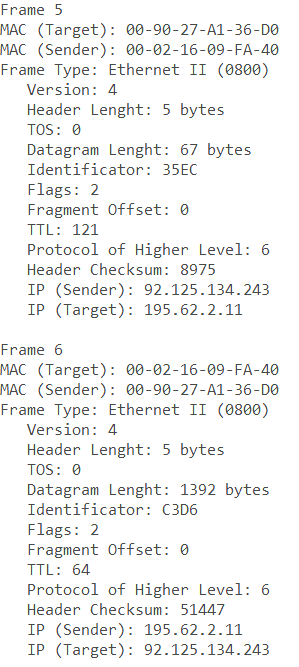 Frame 5
MAC (Target): 00-90-27-A1-36-D0
MAC (Sender): 00-02-16-09-FA-40
Frame Type: Ethernet II (0800)
Version: 4
Header Lenght: 5 bytes
TOS: 0
Datagram Lenght: 67 bytes
Identificator: 35EC
Flags: 2
Fragment Offset: 0
TTL: 121
Protocol of Higher Level: 6
Header Checksum: 8975
IP (Sender): 92.125.134.243
IP (Target): 195.62.2.11
Frame 6
MAC (Target): 00-02-16-09-FA-40
MAC (Sender): 00-90-27-A1-36-D0
Frame Type: Ethernet II (0800)
Version: 4
Header Lenght: 5 bytes
TOS: 0
Datagram Lenght: 1392 bytes
Identificator: C3D6
Flags: 2
Fragment Offset: 0
TTL: 64
Protocol of Higher Level: 6
Header Checksum: 51447
IP (Sender): 195.62.2.11
IP (Target): 92.125.134.243